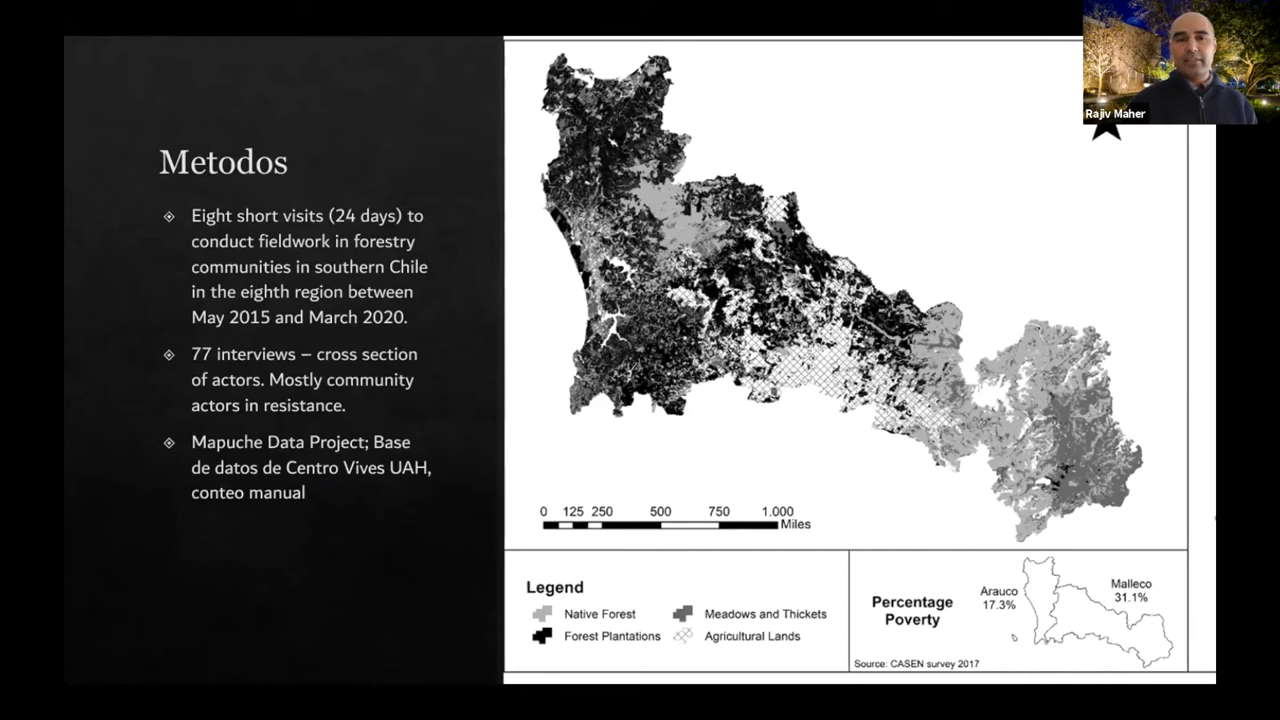 Metodos
Eight short visits (24 days) to
conduct fieldwork in forestry
communities in southern Chile
in the eighth region between
May 2015 and March 2020.
77 interviews – cross section
of actors. Mostly community
actors in resistance.
Mapuche Data Project; Base
de datos de Centro Vives UAH,
conteo manual
Rajiv Maher
0 125 250 500 750 1.000
Miles
Legend
Native Forest
Meadows and Thickets
Forest Plantations
Agricultural Lands
Percentage
Poverty
Arauco
17.3%
Malleco
31.1%
Source: CASEN survey 2017